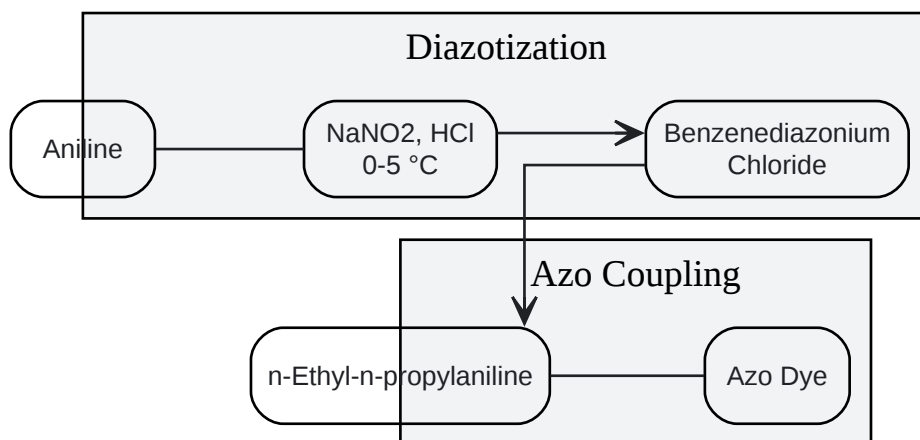 Diazotization
Aniline
NaNO2, HCl
0-5 °C
Benzenediazonium
Chloride
Azo Coupling
n-Ethyl-n-propylaniline
Azo Dye